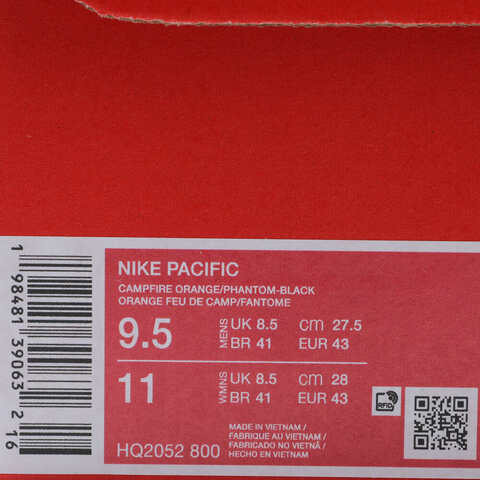 NIKE PACIFIC
CAMPFIRE ORANGE/PHANTOM-BLACK
ORANGE FEU DE CAMP/FANTOME
9.5 MENS UK 8.5 CM 27.5
BR 41 EUR 43
11 WMNS UK 8.5 CM 28
BR 41 EUR 43
HQ2052 800
MADE IN VIETNAM /
FABRIQUE AU VIETNAM /
FABRICADO NO VIETNÃ /
HECHO EN VIETNAM
RFID
1 98481 39063 2 16